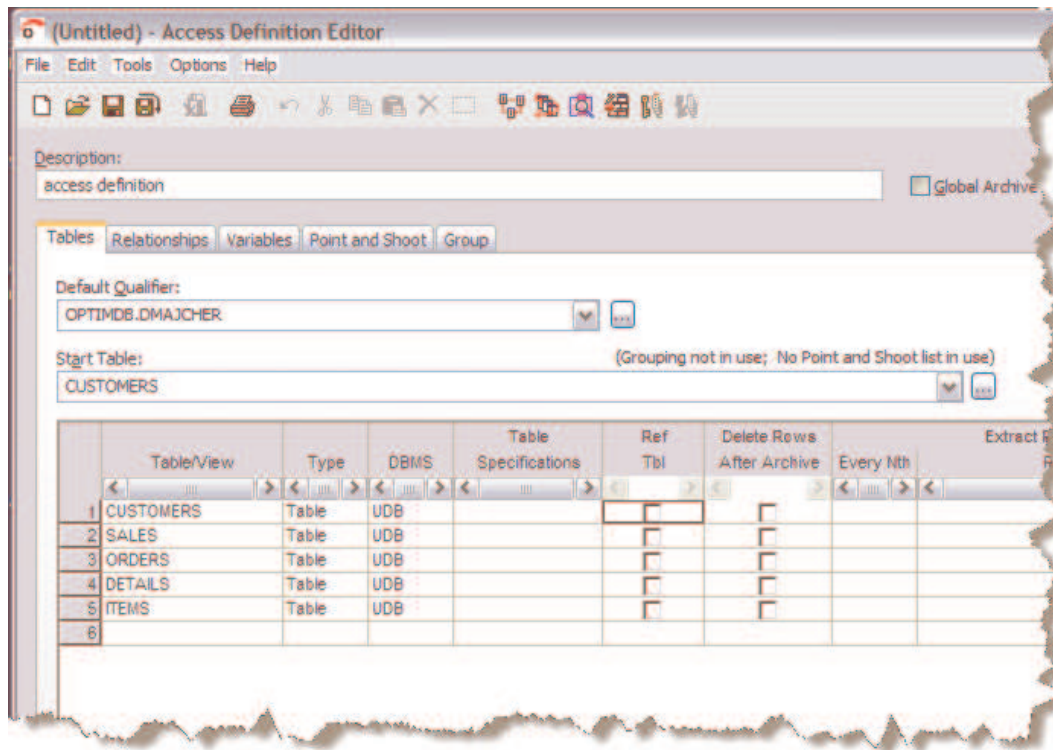 (Untitled) - Access Definition Editor
File Edit Tools Options Help
Description:
access definition
Global Archive
Tables Relationships Variables Point and Shoot Group
Default Qualifier:
OPTIMDB.DMAJCHER
...
Start Table:
(Grouping not in use; No Point and Shoot list in use)
CUSTOMERS
...
Table Ref Delete Rows Extract
Table/View Type DBMS Specifications Tbl After Archive Every Nth
1 CUSTOMERS Table UDB
2 SALES Table UDB
3 ORDERS Table UDB
4 DETAILS Table UDB
5 ITEMS Table UDB
6